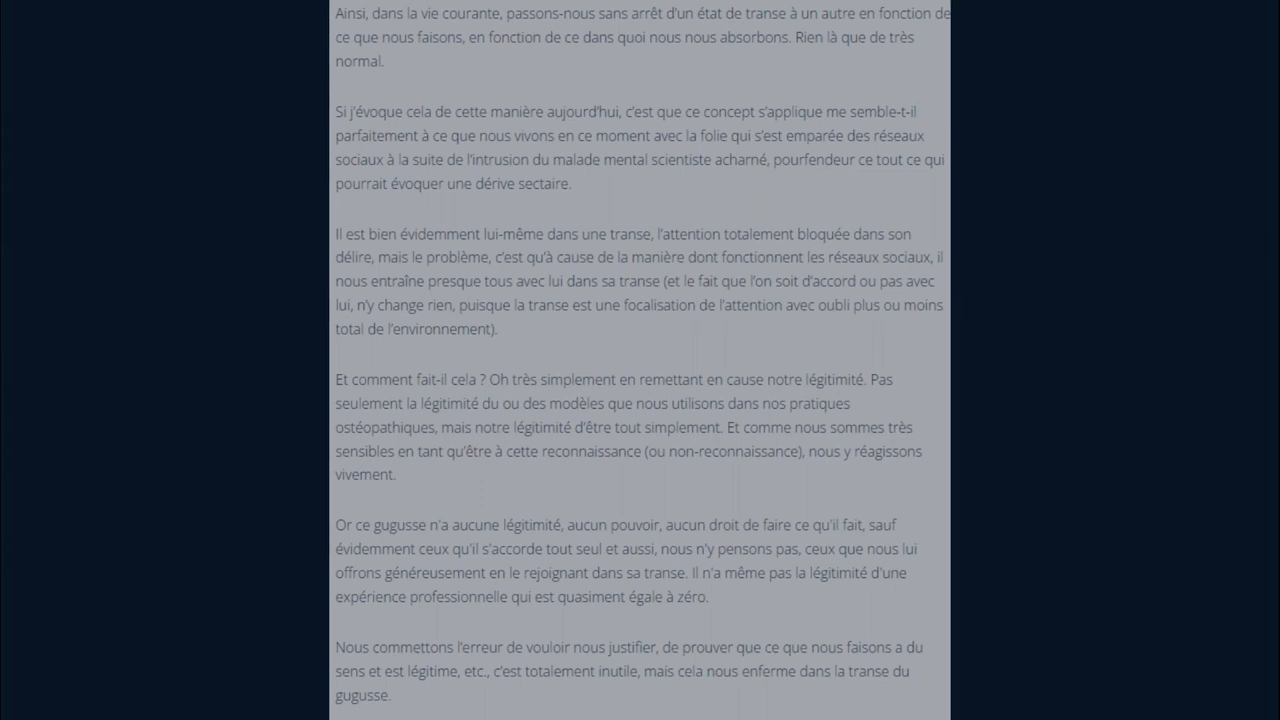 Ainsi, dans la vie courante, passons-nous sans arrêt d'un état de transe à un autre en fonction de
ce que nous faisons, en fonction de ce dans quoi nous nous absorbons. Rien là que de très
normal.
Si j'évoque cela de cette manière aujourd'hui, c'est que ce concept s'applique me semble-t-il
parfaitement à ce que nous vivons en ce moment avec la folie qui s'est emparée des réseaux
sociaux à la suite de l'intrusion du malade mental scientiste acharné, pourfendeur ce tout ce qui
pourrait évoquer une dérive sectaire.
Il est bien évidemment lui-même dans une transe, l'attention totalement bloquée dans son
délire, mais le problème, c'est qu'à cause de la manière dont fonctionnent les réseaux sociaux, il
nous entraîne presque tous avec lui dans sa transe (et le fait que l'on soit d'accord ou pas avec
lui, n'y change rien, puisque la transe est une focalisation de l'attention avec oubli plus ou moins
total de l'environnement).
Et comment fait-il cela ? Oh très simplement en remettant en cause notre légitimité. Pas
seulement la légitimité du ou des modèles que nous utilisons dans nos pratiques
ostéopathiques, mais notre légitimité d'être tout simplement. Et comme nous sommes très
sensibles en tant qu'être à cette reconnaissance (ou non-reconnaissance), nous y réagissons
vivement.
Or ce gugusse n'a aucune légitimité, aucun pouvoir, aucun droit de faire ce qu'il fait, sauf
évidemment ceux qu'il s'accorde tout seul et aussi, nous n'y pensons pas, ceux que nous lui
offrons généreusement en le rejoignant dans sa transe. Il n'a même pas la légitimité d'une
expérience professionnelle qui est quasiment égale à zéro.
Nous commettons l'erreur de vouloir nous justifier, de prouver que ce que nous faisons a du
sens et est légitime, etc., c'est totalement inutile, mais cela nous enferme dans la transe du
gugusse.